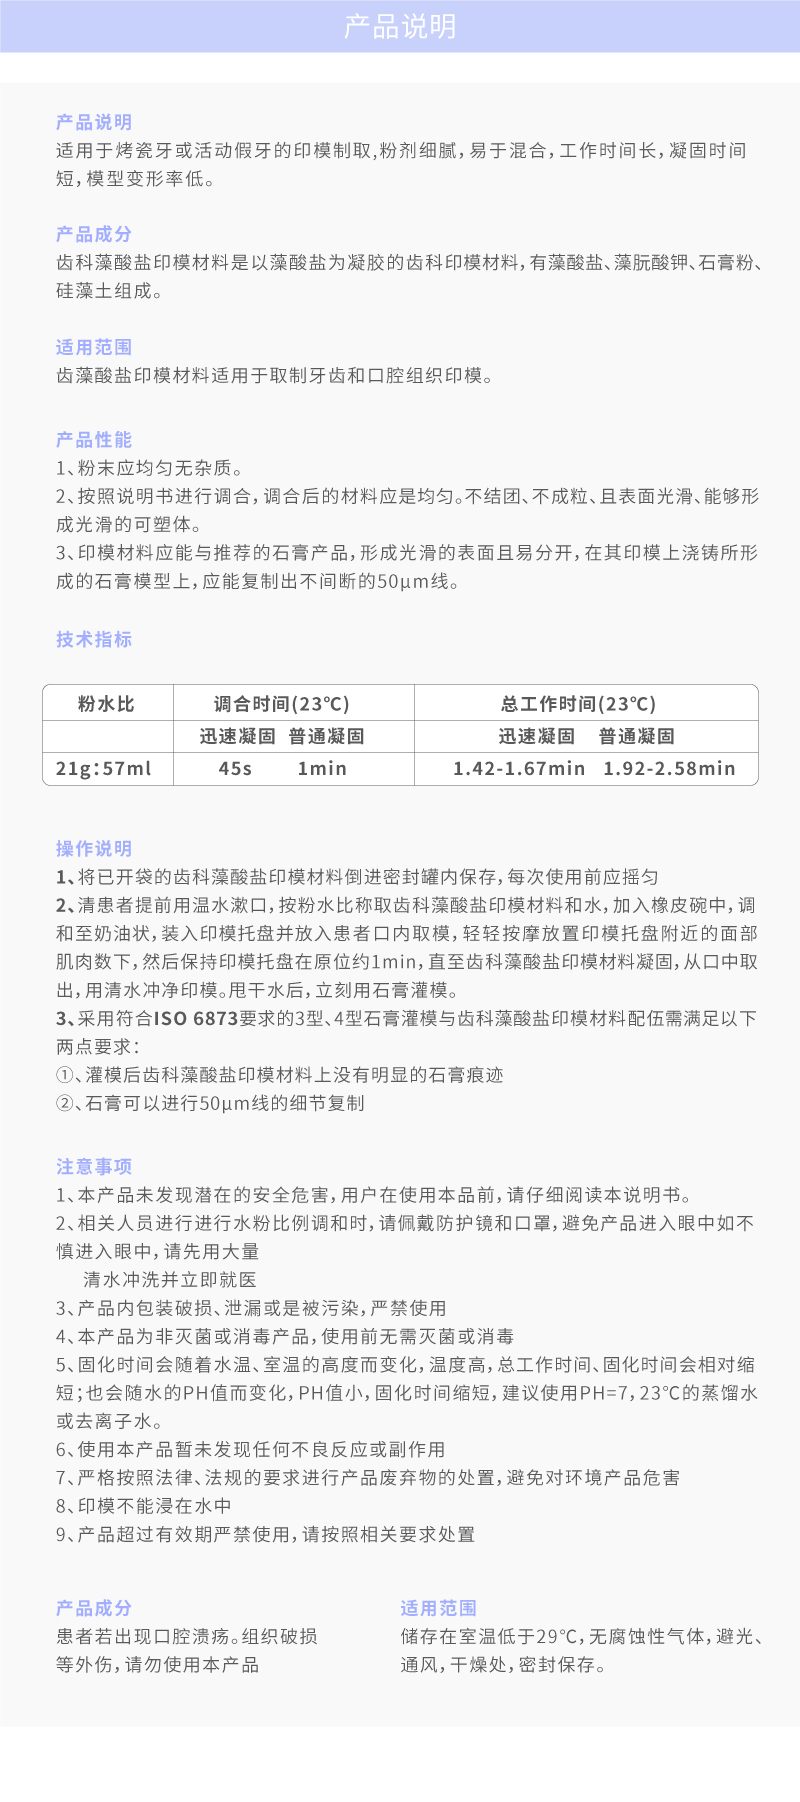 产品说明
产品说明
适用于烤瓷牙或活动假牙的印模制取,粉剂细腻，易于混合，工作时间长，凝固时间
短，模型变形率低。
产品成分
齿科藻酸盐印模材料是以藻酸盐为凝胶的齿科印模材料，有藻酸盐、藻朊酸钾、石膏粉、
硅藻土组成。
适用范围
齿藻酸盐印模材料适用于取制牙齿和口腔组织印模。
产品性能
1、粉末应均匀无杂质。
2、按照说明书进行调合，调合后的材料应是均匀。不结团、不成粒、且表面光滑、能够形
成光滑的可塑体。
3、印模材料应能与推荐的石膏产品，形成光滑的表面且易分开，在其印模上浇铸所形
成的石膏模型上，应能复制出不间断的50μm线。
技术指标
粉水比 调合时间(23℃) 总工作时间(23℃)
迅速凝固 普通凝固 迅速凝固 普通凝固
21g：57ml 45s 1min 1.42-1.67min 1.92-2.58min
操作说明
1、将已开袋的齿科藻酸盐印模材料倒进密封罐内保存，每次使用前应摇匀
2、清患者提前用温水漱口，按粉水比称取齿科藻酸盐印模材料和水，加入橡皮碗中，调
和至奶油状，装入印模托盘并放入患者口内取模，轻轻按摩放置印模托盘附近的面部
肌肉数下，然后保持印模托盘在原位约1min，直至齿科藻酸盐印模材料凝固，从口中取
出，用清水冲净印模。甩干水后，立刻用石膏灌模。
3、采用符合ISO 6873要求的3型、4型石膏灌模与齿科藻酸盐印模材料配伍需满足以下
两点要求：
①、灌模后齿科藻酸盐印模材料上没有明显的石膏痕迹
②、石膏可以进行50μm线的细节复制
注意事项
1、本产品未发现潜在的安全危害，用户在使用本品前，请仔细阅读本说明书。
2、相关人员进行进行水粉比例调和时，请佩戴防护镜和口罩，避免产品进入眼中如不
慎进入眼中，请先用大量
清水冲洗并立即就医
3、产品内包装破损、泄漏或是被污染，严禁使用
4、本产品为非灭菌或消毒产品，使用前无需灭菌或消毒
5、固化时间会随着水温、室温的高度而变化，温度高，总工作时间、固化时间会相对缩
短；也会随水的PH值而变化，PH值小，固化时间缩短，建议使用PH=7，23℃的蒸馏水
或去离子水。
6、使用本产品暂未发现任何不良反应或副作用
7、严格按照法律、法规的要求进行产品废弃物的处置，避免对环境产品危害
8、印模不能浸在水中
9、产品超过有效期严禁使用，请按照相关要求处置
产品成分
患者若出现口腔溃疡。组织破损
等外伤，请勿使用本产品
适用范围
储存在室温低于29℃，无腐蚀性气体，避光、
通风，干燥处，密封保存。